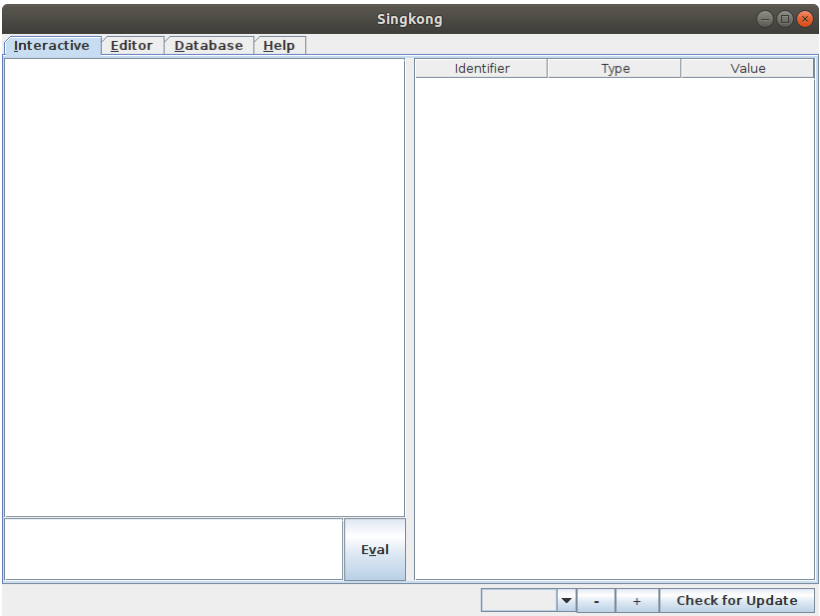 Singkong
Interactive Editor Database Help
Identifier Type Value
Eval
- + Check for Update